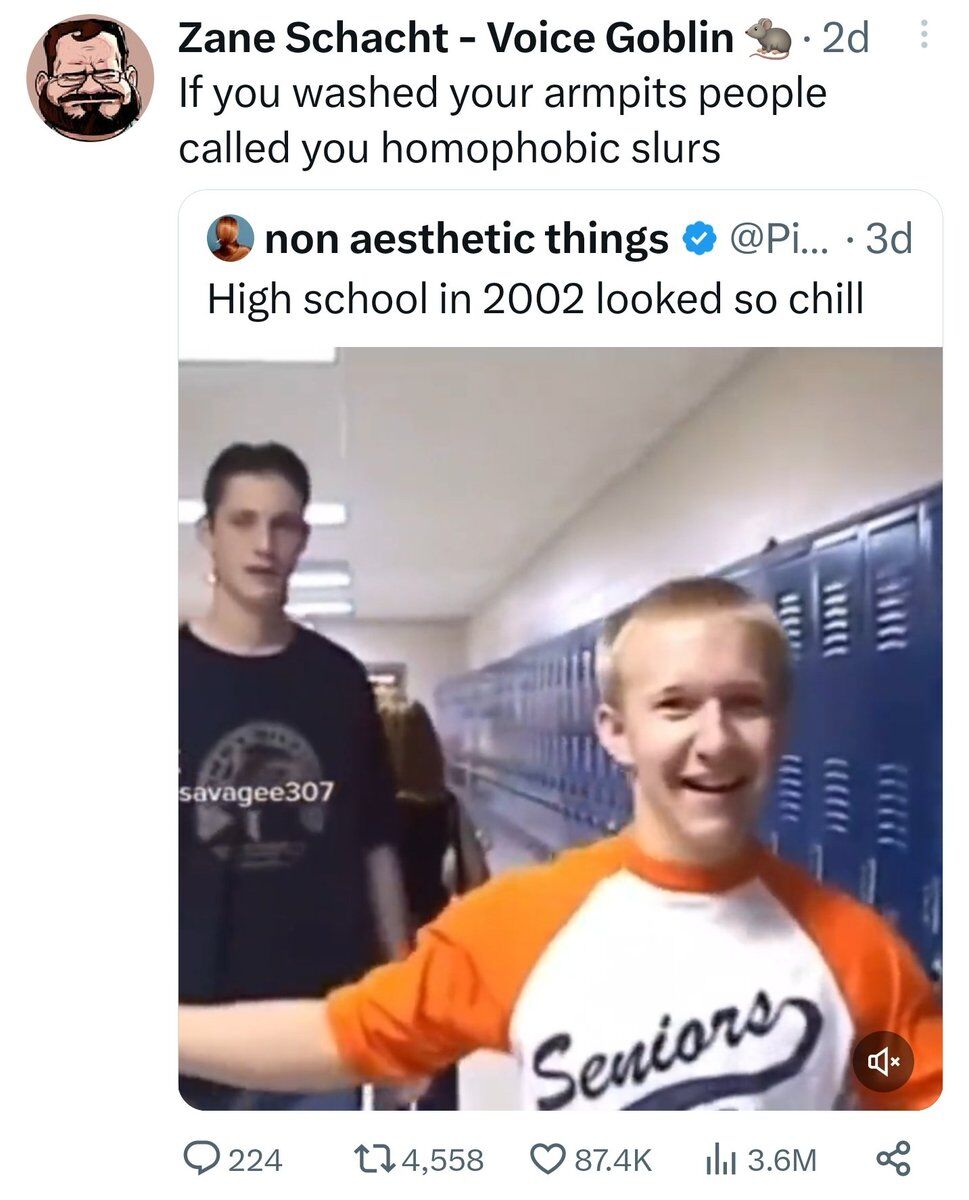 Zane Schacht - Voice Goblin 🐀 · 2d
If you washed your armpits people
called you homophobic slurs
non aesthetic things @Pi... · 3d
High school in 2002 looked so chill
savagee307
Seniors
224 4,558 87.4K 3.6M